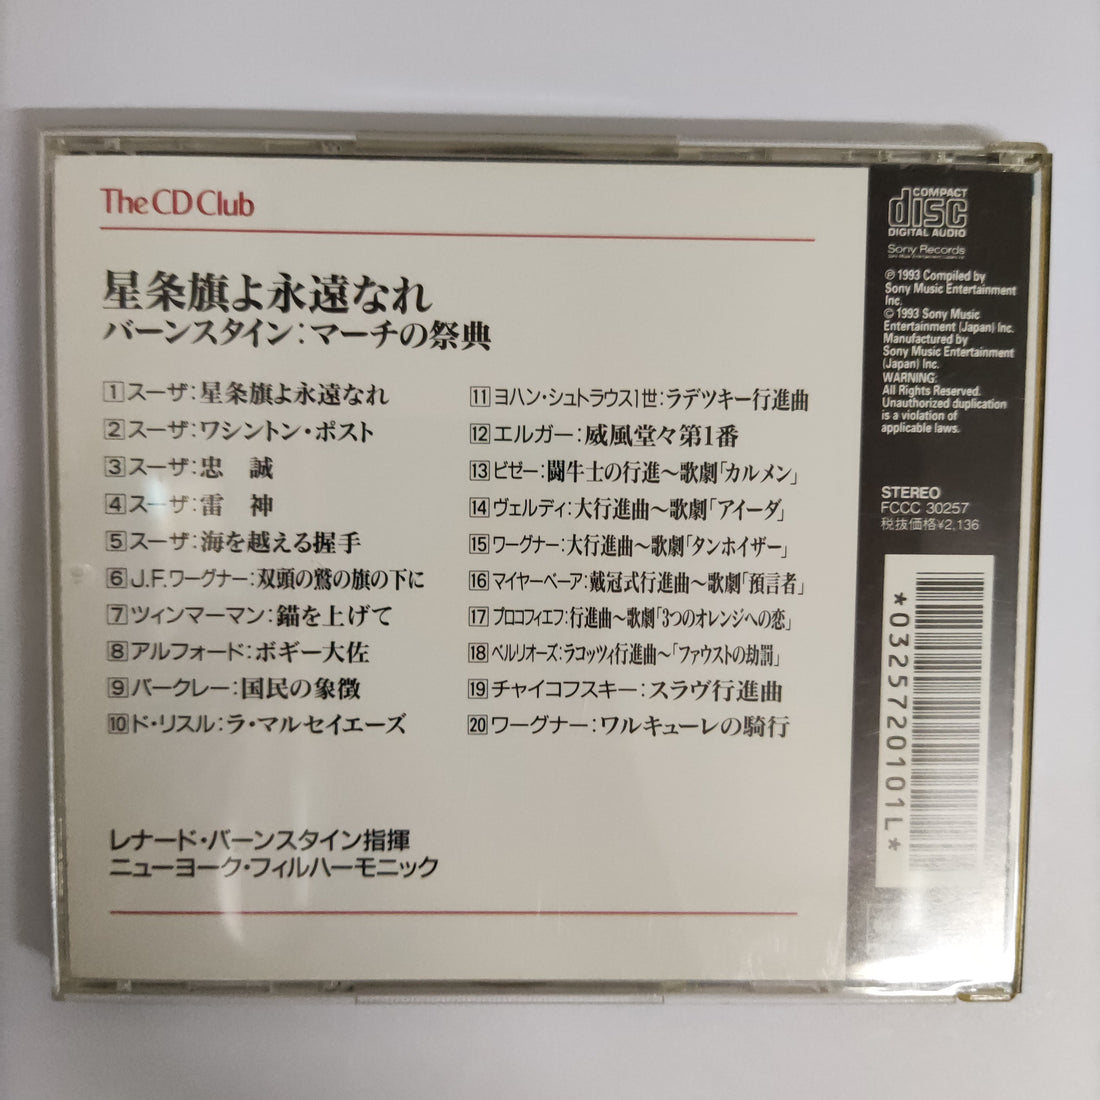 The CD Club
星条旗よ永遠なれ
バーンスタイン:マーチの祭典
1 スーザ:星条旗よ永遠なれ
2 スーザ:ワシントン・ポスト
3 スーザ:忠 誠
4 スーザ:雷 神
5 スーザ:海を越える握手
6 J.F.ワーグナー:双頭の鷲の旗の下に
7 ツィンマーマン:錨を上げて
8 アルフォード:ボギー大佐
9 バークレー:国民の象徴
10 ド・リスル:ラ・マルセイエーズ
11 ヨハン・シュトラウス1世:ラデツキー行進曲
12 エルガー:威風堂々第1番
13 ビゼー:闘牛士の行進〜歌劇「カルメン」
14 ヴェルディ:大行進曲〜歌劇「アイーダ」
15 ワーグナー:大行進曲〜歌劇「タンホイザー」
16 マイヤーベーア:戴冠式行進曲〜歌劇「預言者」
17 プロコフィエフ:行進曲〜歌劇「3つのオレンジへの恋」
18 ベルリオーズ:ラコッツィ行進曲〜「ファウストの劫罰」
19 チャイコフスキー:スラヴ行進曲
20 ワーグナー:ワルキューレの騎行
レナード・バーンスタイン指揮
ニューヨーク・フィルハーモニック
COMPACT
disc
DIGITAL AUDIO
Sony Records
℗ 1993 Compiled by
Sony Music Entertainment
Inc.
© 1993 Sony Music
Entertainment (Japan) Inc.
Manufactured by
Sony Music Entertainment
(Japan) Inc.
WARNING:
All Rights Reserved.
Unauthorized duplication
is a violation of
applicable laws.
STEREO
FCCC 30257
税抜価格¥2,136
*0325720101L*